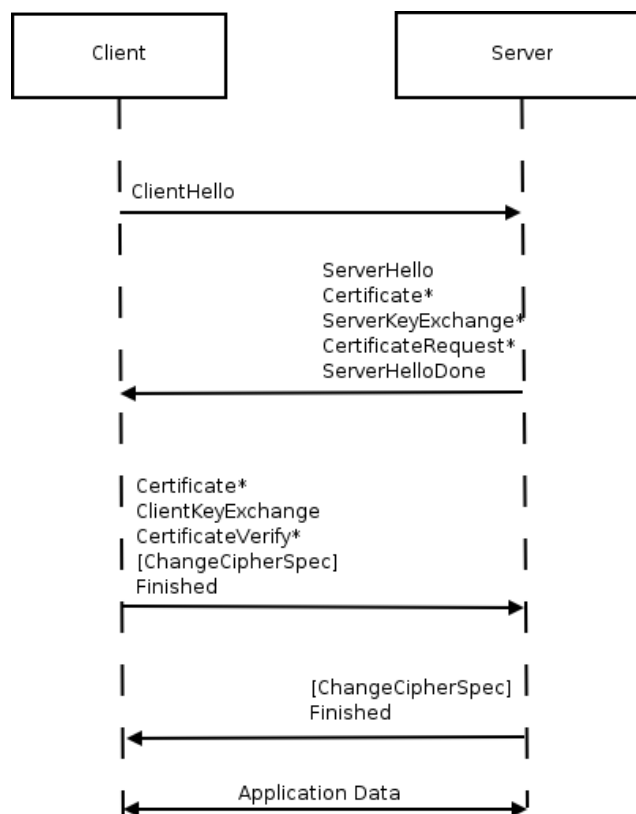 Client
Server
ClientHello
ServerHello
Certificate*
ServerKeyExchange*
CertificateRequest*
ServerHelloDone
Certificate*
ClientKeyExchange
CertificateVerify*
[ChangeCipherSpec]
Finished
[ChangeCipherSpec]
Finished
Application Data